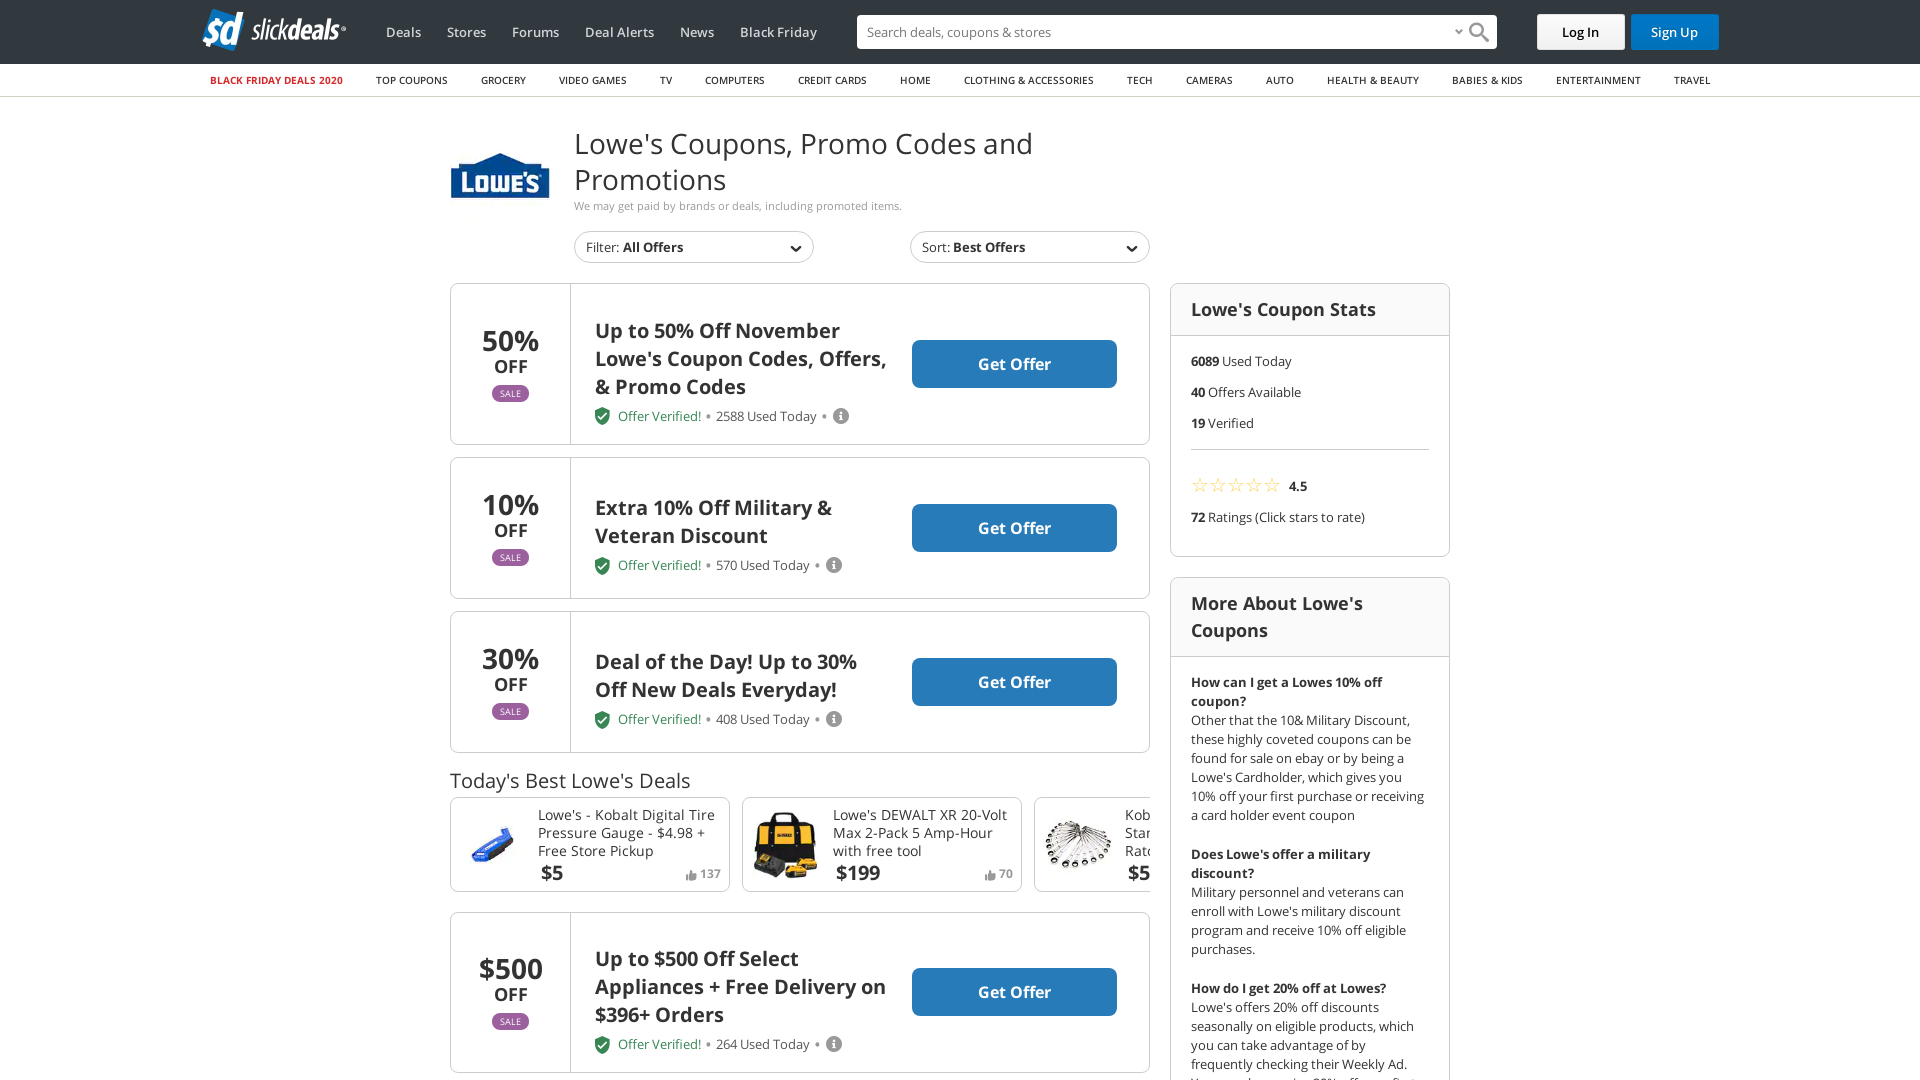 sd slickdeals
Deals Stores Forums Deal Alerts News Black Friday Search deals, coupons & stores Log In Sign Up
BLACK FRIDAY DEALS 2020 TOP COUPONS GROCERY VIDEO GAMES TV COMPUTERS CREDIT CARDS HOME CLOTHING & ACCESSORIES TECH CAMERAS AUTO HEALTH & BEAUTY BABIES & KIDS ENTERTAINMENT TRAVEL
LOWE'S
Lowe's Coupons, Promo Codes and
Promotions
We may get paid by brands or deals, including promoted items.
Filter: All Offers
Sort: Best Offers
50%
OFF
SALE
Up to 50% Off November
Lowe's Coupon Codes, Offers,
& Promo Codes
Offer Verified! • 2588 Used Today •
Get Offer
10%
OFF
SALE
Extra 10% Off Military &
Veteran Discount
Offer Verified! • 570 Used Today •
Get Offer
30%
OFF
SALE
Deal of the Day! Up to 30%
Off New Deals Everyday!
Offer Verified! • 408 Used Today •
Get Offer
Today's Best Lowe's Deals
Lowe's - Kobalt Digital Tire
Pressure Gauge - $4.98 +
Free Store Pickup
$5
137
Lowe's DEWALT XR 20-Volt
Max 2-Pack 5 Amp-Hour
with free tool
$199
70
$500
OFF
SALE
Up to $500 Off Select
Appliances + Free Delivery on
$396+ Orders
Offer Verified! • 264 Used Today •
Get Offer
Lowe's Coupon Stats
6089 Used Today
40 Offers Available
19 Verified
4.5
72 Ratings (Click stars to rate)
More About Lowe's
Coupons
How can I get a Lowes 10% off
coupon?
Other that the 10& Military Discount,
these highly coveted coupons can be
found for sale on ebay or by being a
Lowe's Cardholder, which gives you
10% off your first purchase or receiving
a card holder event coupon
Does Lowe's offer a military
discount?
Military personnel and veterans can
enroll with Lowe's military discount
program and receive 10% off eligible
purchases.
How do I get 20% off at Lowes?
Lowe's offers 20% off discounts
seasonally on eligible products, which
you can take advantage of by
frequently checking their Weekly Ad.